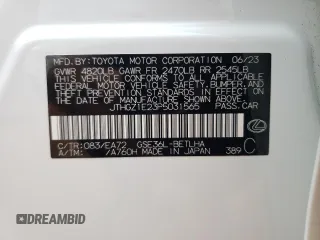 MFD. BY TOYOTA MOTOR CORPORATION 06/23
GVWR 4820LB GAWR FR 2470LB RR 2545LB
THIS VEHICLE CONFORMS TO ALL APPLICABLE
FEDERAL MOTOR VEHICLE SAFETY, BUMPER, AND
THEFT PREVENTION STANDARDS IN EFFECT ON
THE DATE OF MANUFACTURE SHOWN ABOVE.
JTHGZ1E23P5031565 PASS. CAR
C/TR: 083/EA72 GSE36L-BETLHA
A/TM: /A760H MADE IN JAPAN 389 C
DREAMBID